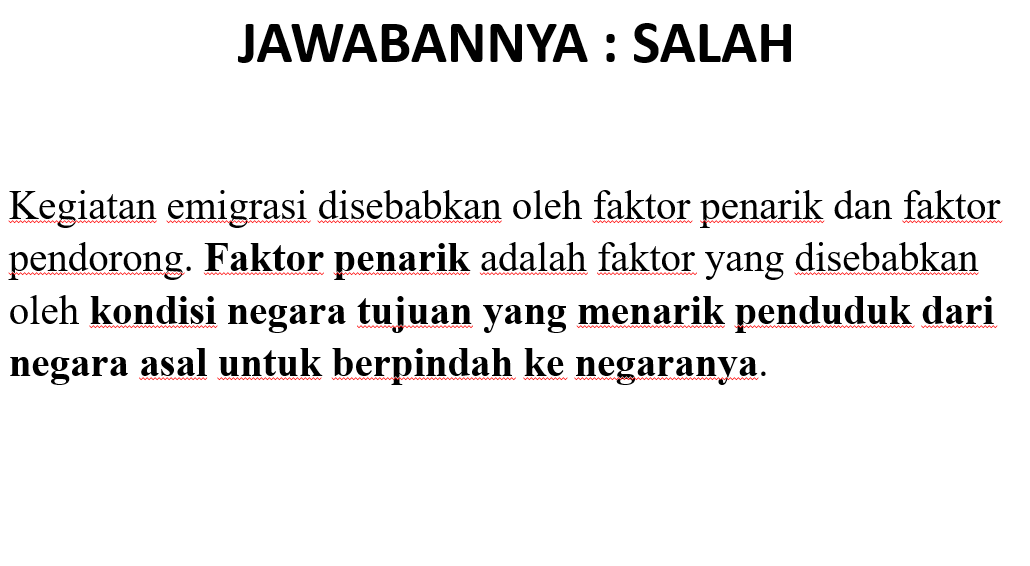 JAWABANNYA : SALAH
Kegiatan emigrasi disebabkan oleh faktor penarik dan faktor
pendorong. Faktor penarik adalah faktor yang disebabkan
oleh kondisi negara tujuan yang menarik penduduk dari
negara asal untuk berpindah ke negaranya.